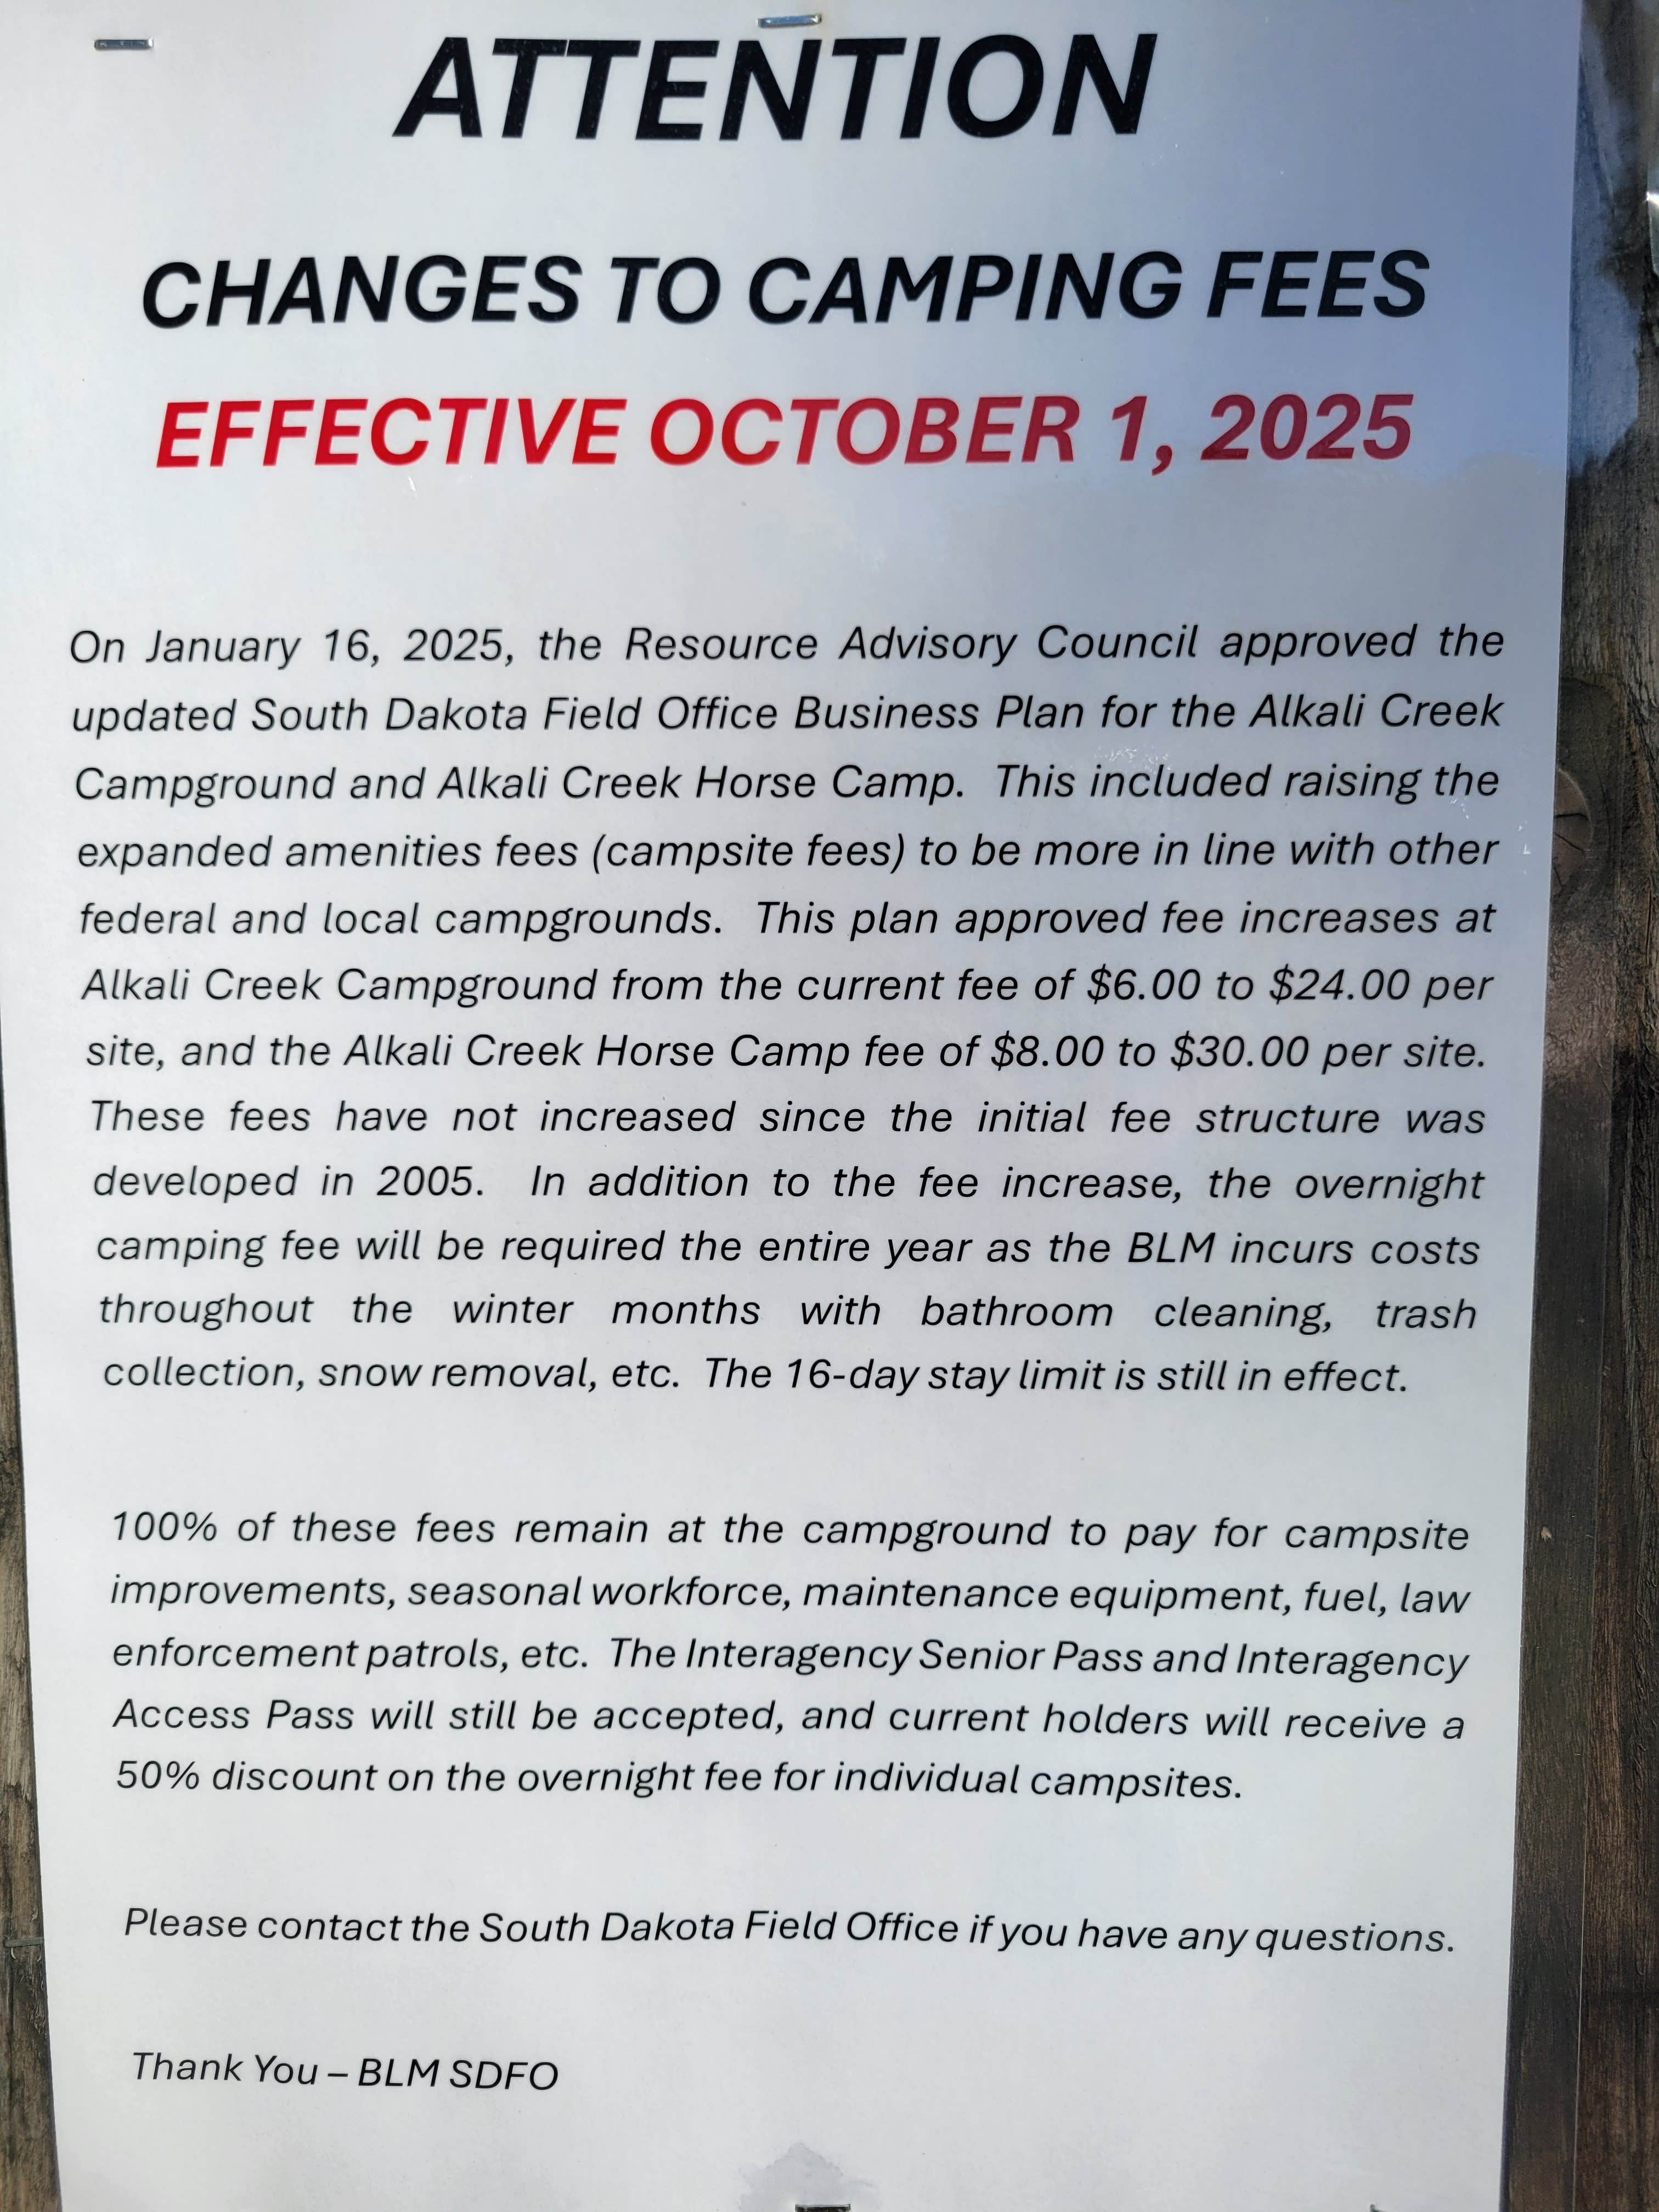 ATTENTION
CHANGES TO CAMPING FEES
EFFECTIVE OCTOBER 1, 2025
On January 16, 2025, the Resource Advisory Council approved the
updated South Dakota Field Office Business Plan for the Alkali Creek
Campground and Alkali Creek Horse Camp. This included raising the
expanded amenities fees (campsite fees) to be more in line with other
federal and local campgrounds. This plan approved fee increases at
Alkali Creek Campground from the current fee of $6.00 to $24.00 per
site, and the Alkali Creek Horse Camp fee of $8.00 to $30.00 per site.
These fees have not increased since the initial fee structure was
developed in 2005. In addition to the fee increase, the overnight
camping fee will be required the entire year as the BLM incurs costs
throughout the winter months with bathroom cleaning, trash
collection, snow removal, etc. The 16-day stay limit is still in effect.
100% of these fees remain at the campground to pay for campsite
improvements, seasonal workforce, maintenance equipment, fuel, law
enforcement patrols, etc. The Interagency Senior Pass and Interagency
Access Pass will still be accepted, and current holders will receive a
50% discount on the overnight fee for individual campsites.
Please contact the South Dakota Field Office if you have any questions.
Thank You – BLM SDFO